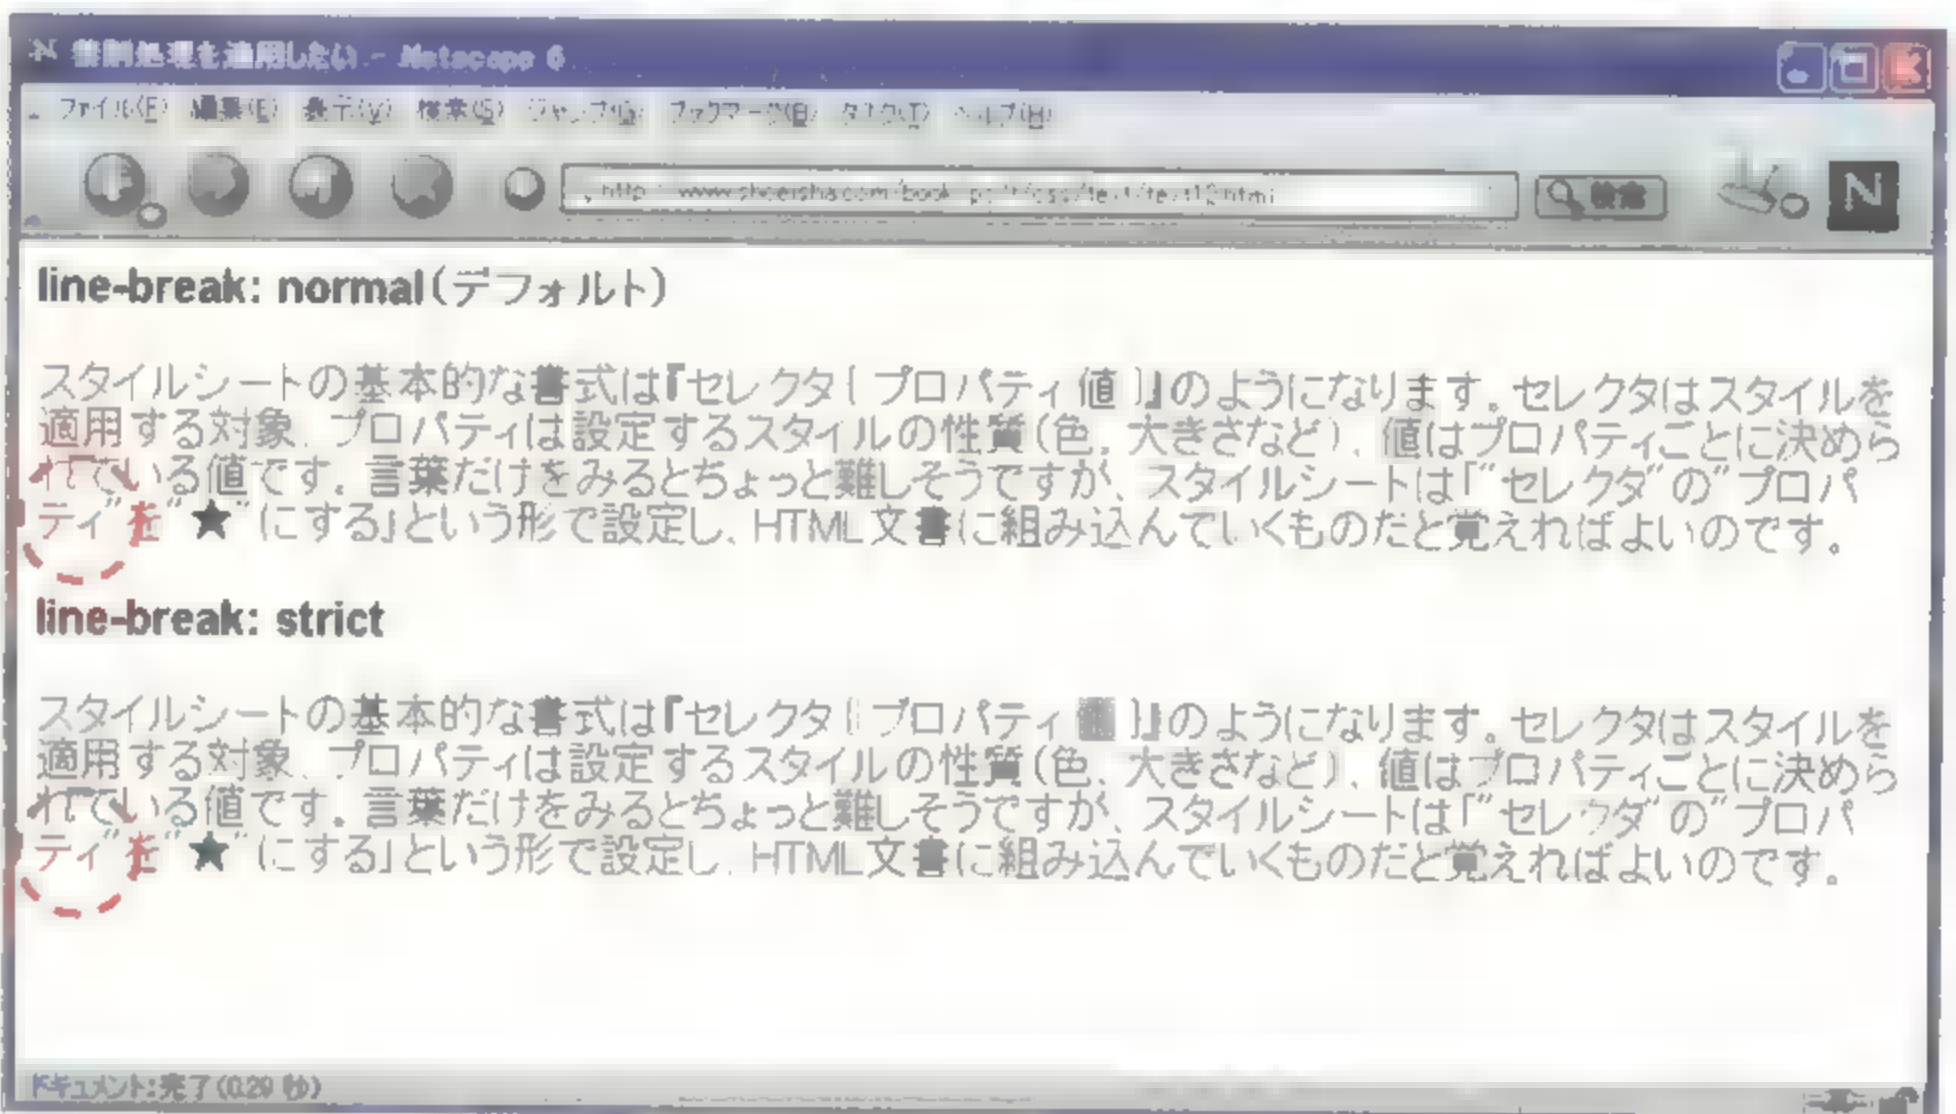 禁則処理を適用したい - Netscape 6
ファイル(F) 編集(E) 表示(V) 検索(S) ジャンプ(G) ブックマーク(B) タスク(T) ヘルプ(H)
検索
N
line-break: normal(デフォルト)
スタイルシートの基本的な書式は『セレクタ{ プロパティ 値 }』のようになります。セレクタはスタイルを
適用する対象、プロパティは設定するスタイルの性質(色、大きさなど)、値はプロパティごとに決めら
れている値です。言葉だけをみるとちょっと難しそうですが、スタイルシートは「"セレクタ"の"プロパ
ティ"を"★"にする」という形で設定し、HTML文書に組み込んでいくものだと覚えればよいのです。
line-break: strict
スタイルシートの基本的な書式は『セレクタ{ プロパティ 値 }』のようになります。セレクタはスタイルを
適用する対象、プロパティは設定するスタイルの性質(色、大きさなど)、値はプロパティごとに決めら
れている値です。言葉だけをみるとちょっと難しそうですが、スタイルシートは「"セレクタ"の"プロパ
ティ"を"★"にする」という形で設定し、HTML文書に組み込んでいくものだと覚えればよいのです。
ドキュメント:完了(0.29 秒)